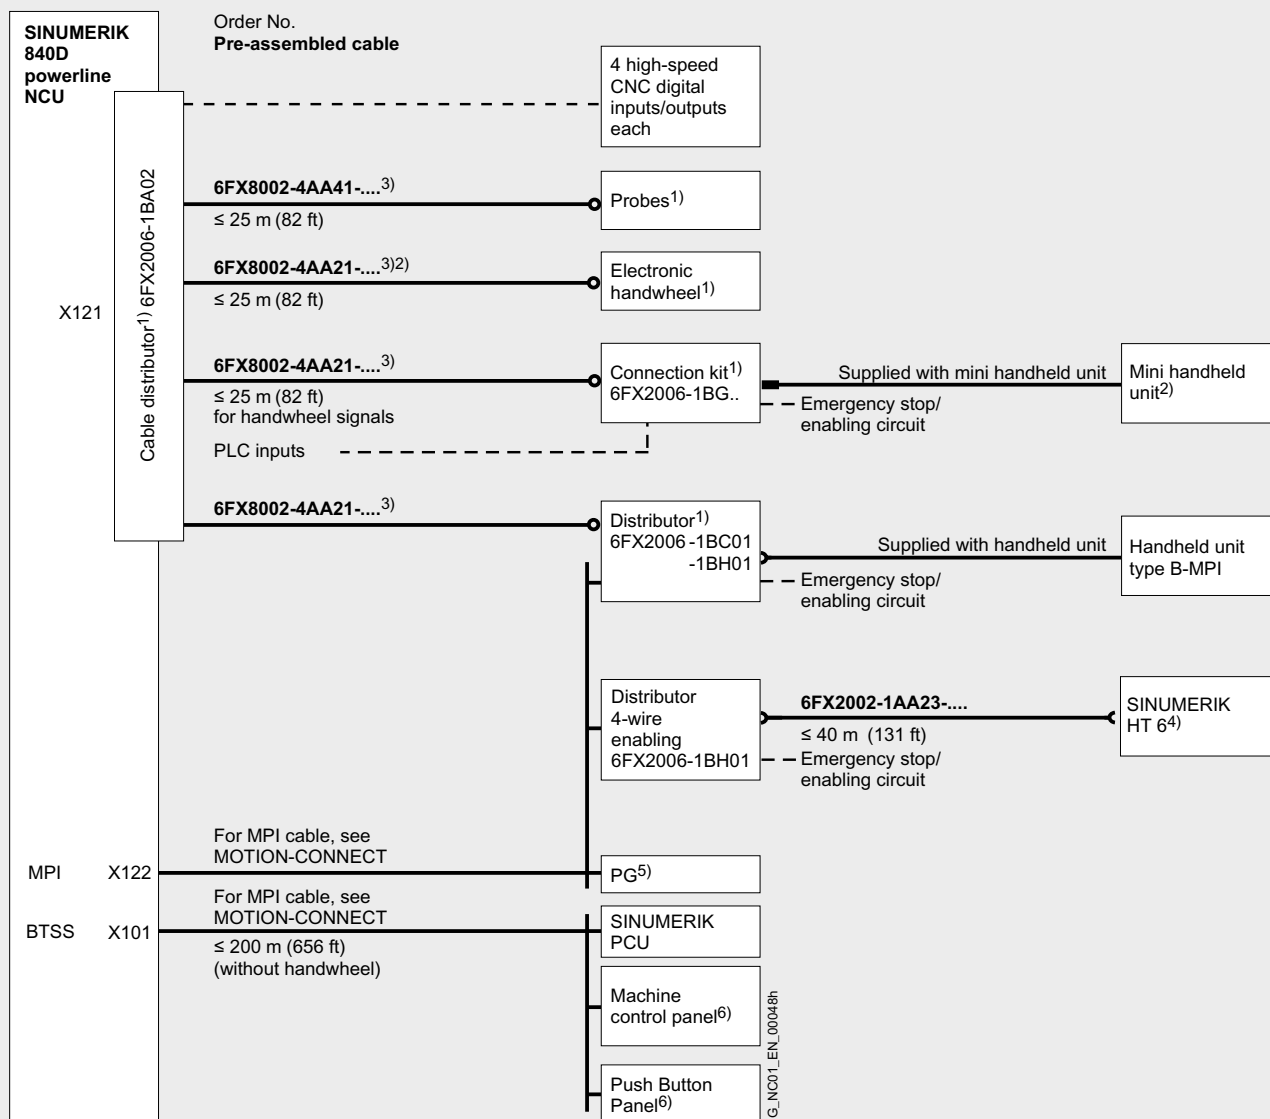 SINUMERIK
840D
powerline
NCU
Order No.
Pre-assembled cable
4 high-speed
CNC digital
inputs/outputs
each
X121
Cable distributor1) 6FX2006-1BA02
6FX8002-4AA41-....3)
≤ 25 m (82 ft)
Probes1)
6FX8002-4AA21-....3)2)
≤ 25 m (82 ft)
Electronic
handwheel1)
6FX8002-4AA21-....3)
≤ 25 m (82 ft)
for handwheel signals
PLC inputs
Connection kit1)
6FX2006-1BG..
Supplied with mini handheld unit
Emergency stop/
enabling circuit
Mini handheld
unit2)
6FX8002-4AA21-....3)
Distributor1)
6FX2006 -1BC01
-1BH01
Supplied with handheld unit
Emergency stop/
enabling circuit
Handheld unit
type B-MPI
Distributor
4-wire
enabling
6FX2006-1BH01
6FX2002-1AA23-....
≤ 40 m (131 ft)
Emergency stop/
enabling circuit
SINUMERIK
HT 64)
MPI X122
For MPI cable, see
MOTION-CONNECT
PG5)
BTSS X101
For MPI cable, see
MOTION-CONNECT
≤ 200 m (656 ft)
(without handwheel)
SINUMERIK
PCU
Machine
control panel6)
Push Button
Panel6)
G_NC01_EN_00048h